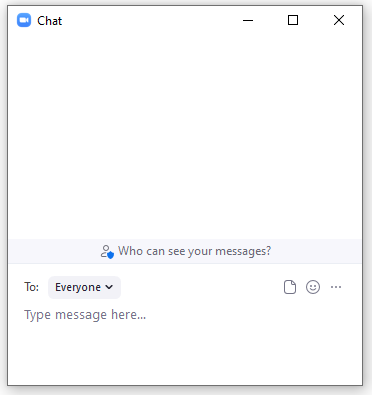 Chat
Who can see your messages?
To: Everyone
Type message here...